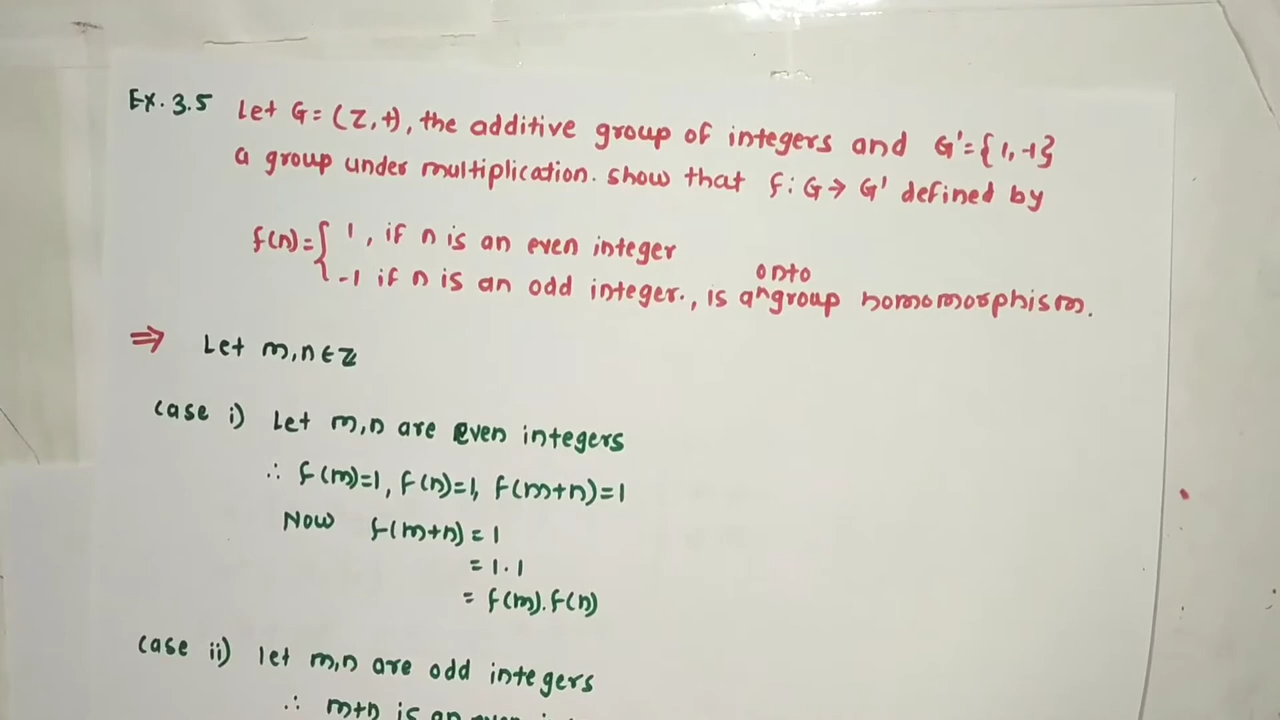 Ex. 3.5 Let G = (Z, +), the additive group of integers and G' = {1, -1}
a group under multiplication. show that f: G → G' defined by
f(n) = { 1, if n is an even integer
-1 if n is an odd integer., is a ^onto group homomorphism.
⇒ Let m, n ∈ Z
Case i) Let m, n are even integers
∴ f(m)=1, f(n)=1, f(m+n)=1
Now f(m+n) = 1
= 1.1
= f(m).f(n)
Case ii) let m, n are odd integers
∴ m+n is an even